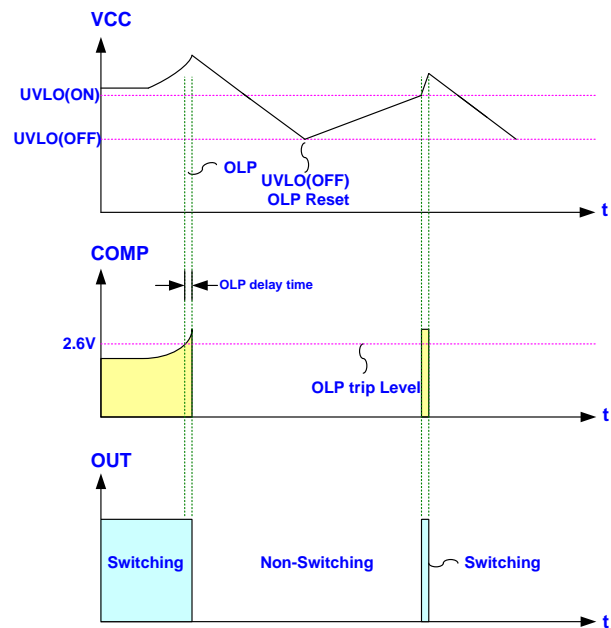 VCC
UVLO(ON)
UVLO(OFF)
OLP
UVLO(OFF)
OLP Reset
t
COMP
OLP delay time
2.6V
OLP trip Level
t
OUT
Switching
Non-Switching
Switching
t